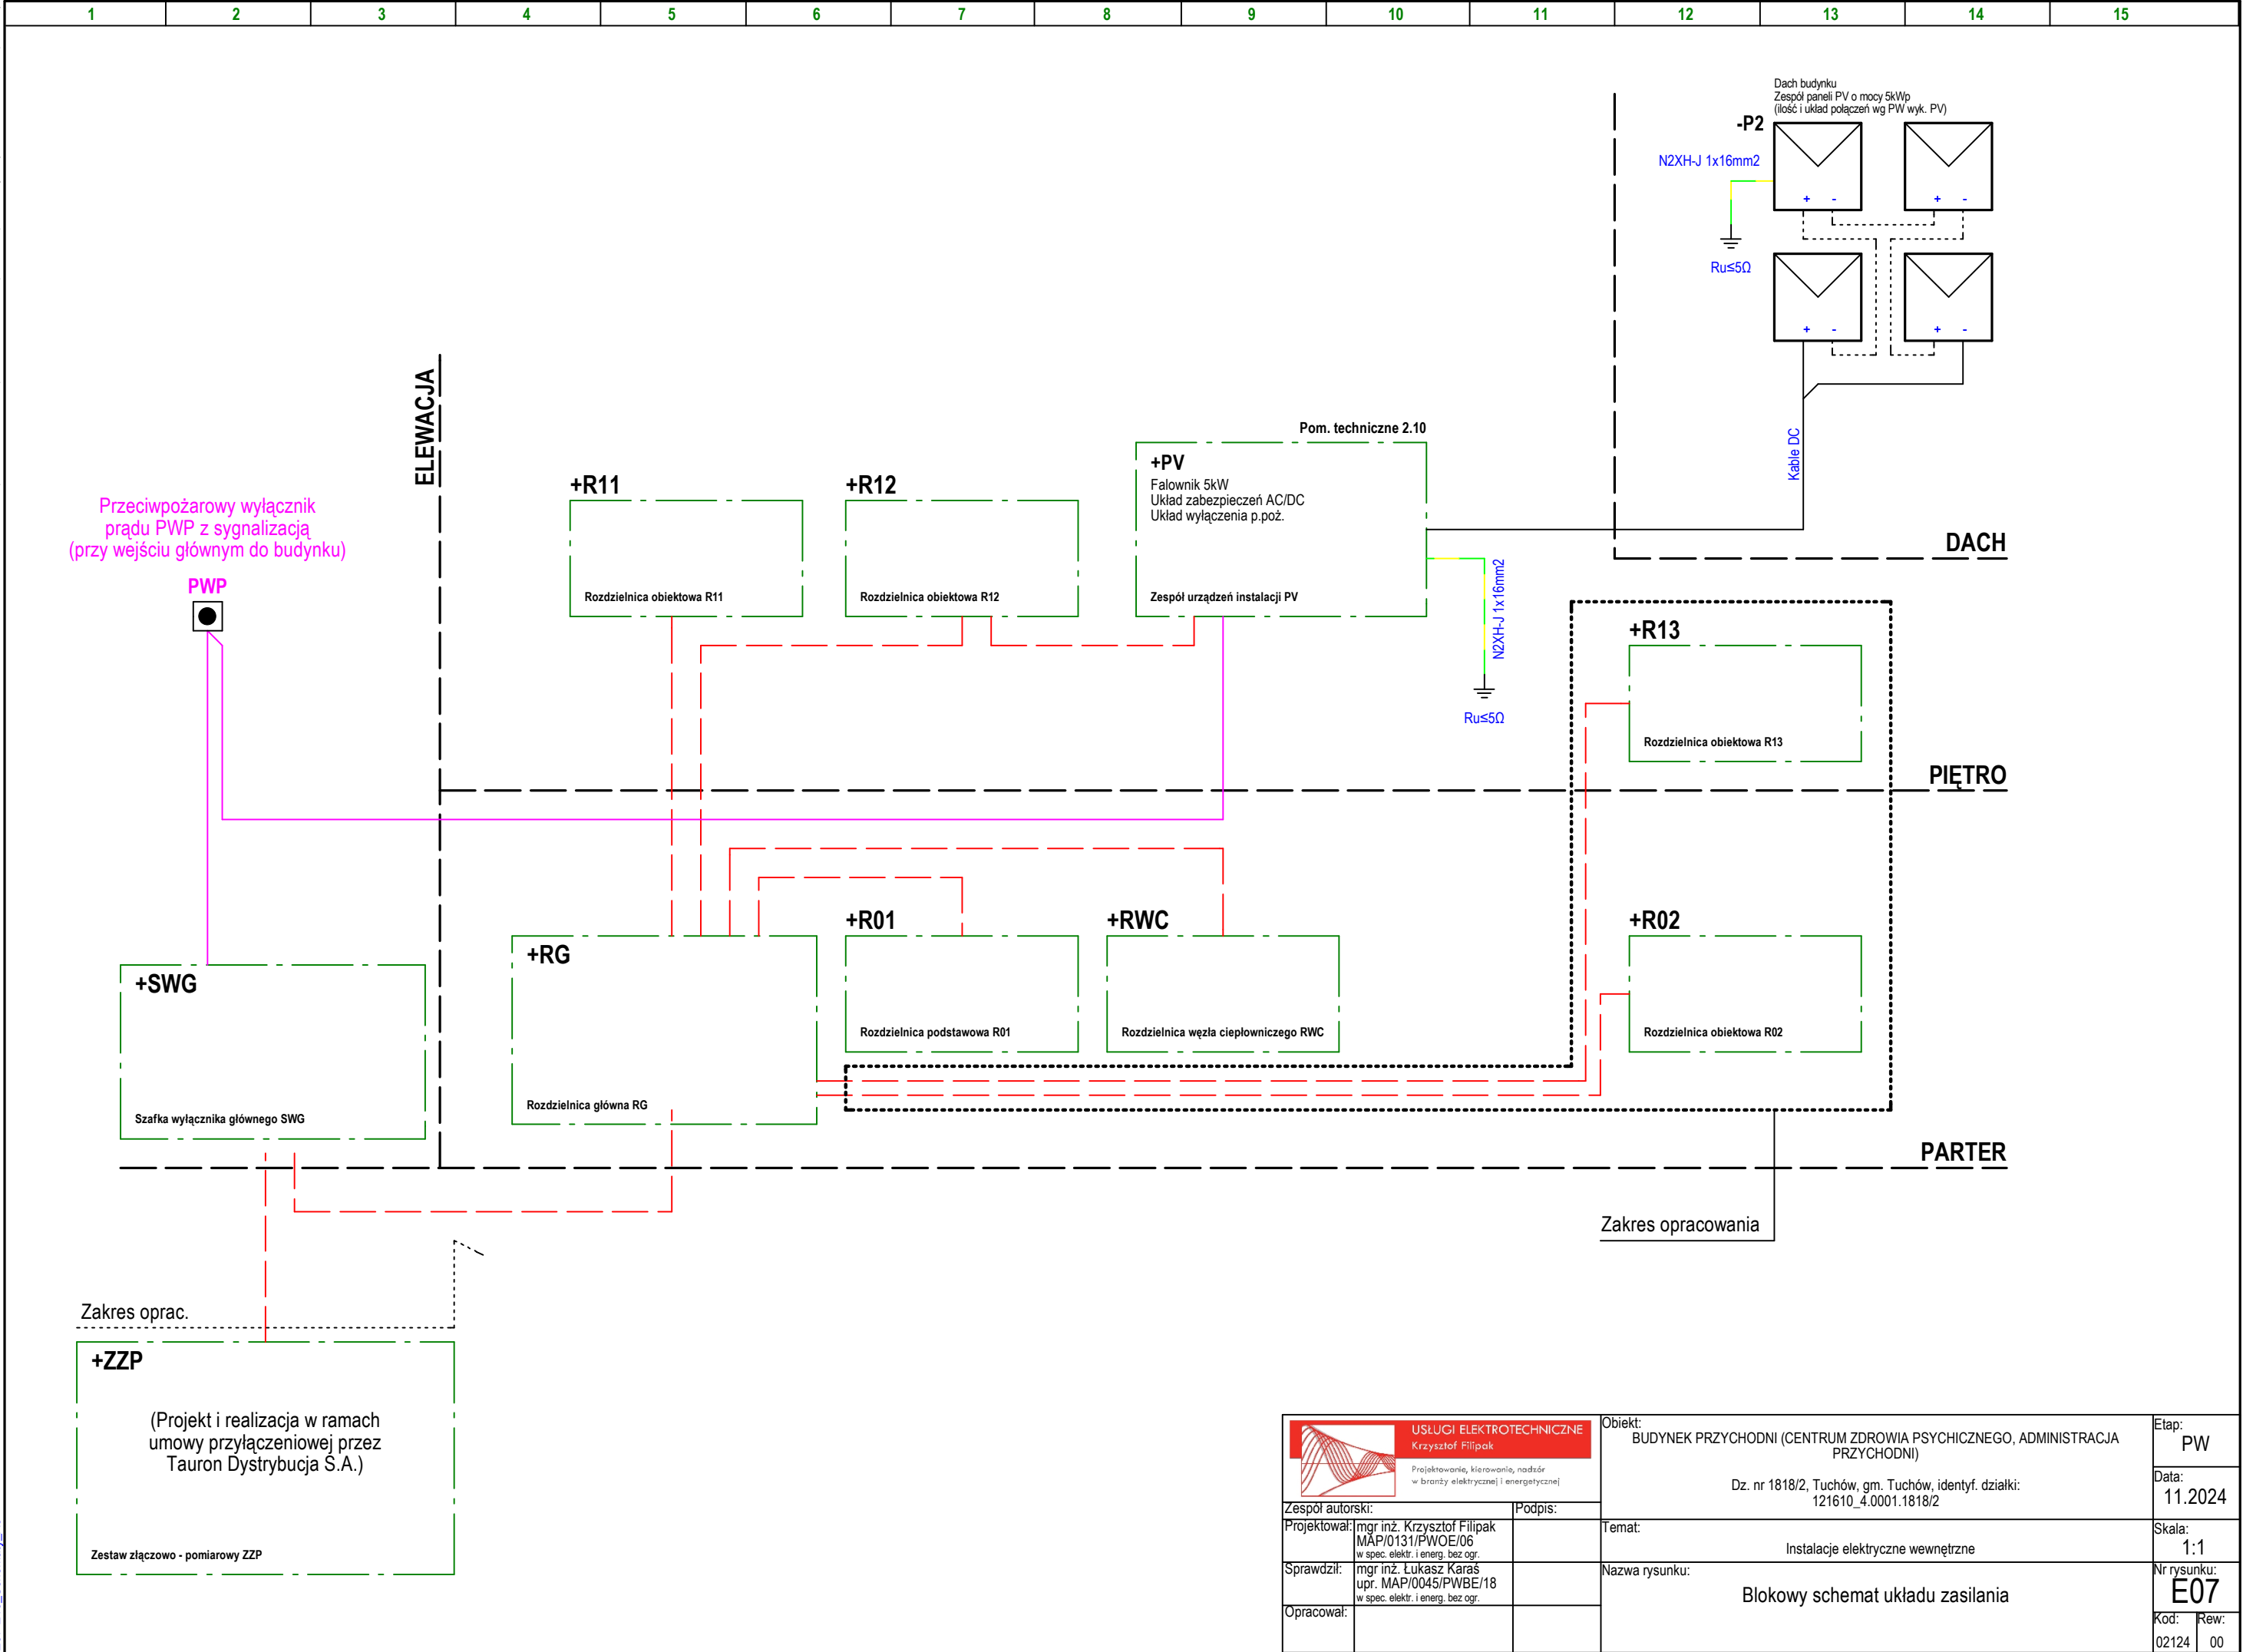 1 2 3 4 5 6 7 8 9 10 11 12 13 14 15
Dach budynku
Zespół paneli PV o mocy 5kWp
(ilość i układ połączeń wg PW wyk. PV)
-P2
N2XH-J 1x16mm2
+ -
+ -
Ru≤5Ω
+ -
+ -
Kable DC
DACH
ELEWACJA
Pom. techniczne 2.10
+R11
Rozdzielnica obiektowa R11
+R12
Rozdzielnica obiektowa R12
+PV
Falownik 5kW
Układ zabezpieczeń AC/DC
Układ wyłączenia p.poż.
Zespół urządzeń instalacji PV
N2XH-J 1x16mm2
Ru≤5Ω
Przeciwpożarowy wyłącznik
prądu PWP z sygnalizacją
(przy wejściu głównym do budynku)
PWP
+R13
Rozdzielnica obiektowa R13
PIĘTRO
+SWG
Szafka wyłącznika głównego SWG
+RG
Rozdzielnica główna RG
+R01
Rozdzielnica podstawowa R01
+RWC
Rozdzielnica węzła ciepłowniczego RWC
+R02
Rozdzielnica obiektowa R02
PARTER
Zakres opracowania
Zakres oprac.
+ZZP
(Projekt i realizacja w ramach
umowy przyłączeniowej przez
Tauron Dystrybucja S.A.)
Zestaw złączowo - pomiarowy ZZP
USŁUGI ELEKTROTECHNICZNE
Krzysztof Filipak
Projektowanie, kierowanie, nadzór
w branży elektrycznej i energetycznej
Zespół autorski:
Podpis:
Projektował:
mgr inż. Krzysztof Filipak
MAP/0131/PWOE/06
w spec. elektr. i energ. bez ogr.
Sprawdził:
mgr inż. Łukasz Karaś
upr. MAP/0045/PWBE/18
w spec. elektr. i energ. bez ogr.
Opracował:
Obiekt:
BUDYNEK PRZYCHODNI (CENTRUM ZDROWIA PSYCHICZNEGO, ADMINISTRACJA
PRZYCHODNI)
Dz. nr 1818/2, Tuchów, gm. Tuchów, identyf. działki:
121610_4.0001.1818/2
Temat:
Instalacje elektryczne wewnętrzne
Nazwa rysunku:
Blokowy schemat układu zasilania
Etap:
PW
Data:
11.2024
Skala:
1:1
Nr rysunku:
E07
Kod:
02124
Rew:
00